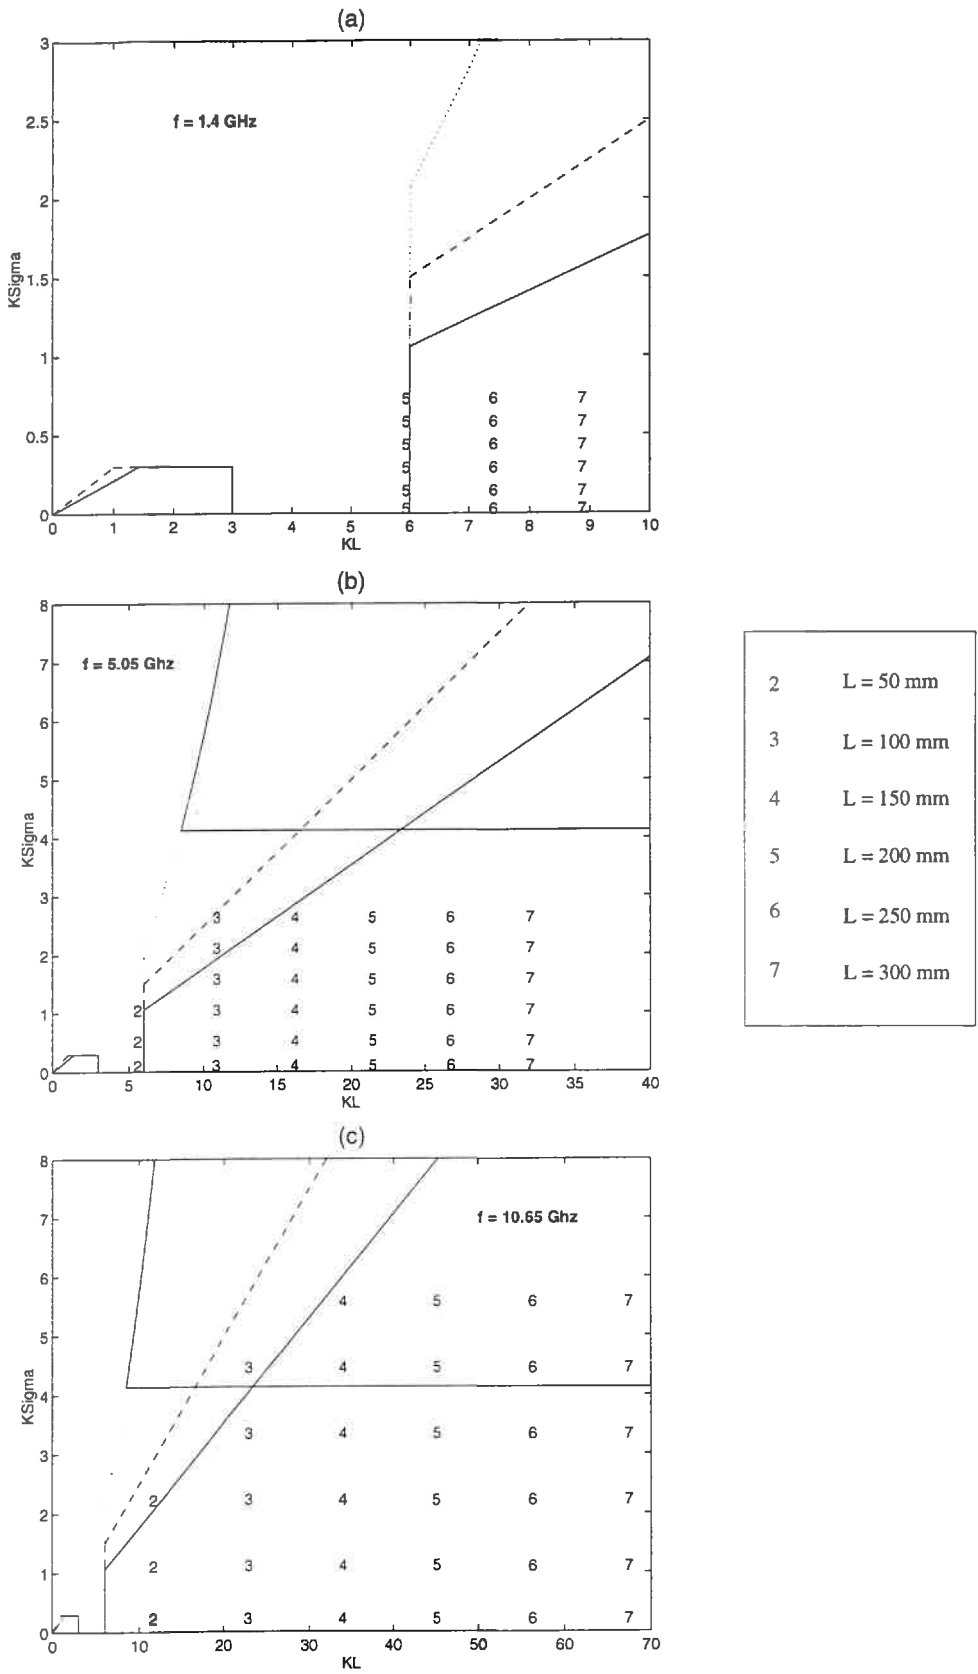 (a)
3
f = 1.4 GHz
2.5
2
KSigma
1.5
1
5 6 7
5 6 7
0.5
5 6 7
5 6 7
5 6 7
5 6 7
0
0 1 2 3 4 5 6 7 8 9 10
KL
(b)
8
f = 5.05 Ghz
7
6
5
KSigma
4
3
3 4 5 6 7
3 4 5 6 7
2
3 4 5 6 7
2 3 4 5 6 7
1
2 3 4 5 6 7
2 3 4 5 6 7
0
0 5 10 15 20 25 30 35 40
KL
2 L = 50 mm
3 L = 100 mm
4 L = 150 mm
5 L = 200 mm
6 L = 250 mm
7 L = 300 mm
(c)
8
f = 10.65 Ghz
7
6
4 5 6 7
5
3 4 5 6 7
KSigma
4
3 4 5 6 7
3
2 3 4 5 6 7
2
2 3 4 5 6 7
1
2 3 4 5 6 7
0
0 10 20 30 40 50 60 70
KL